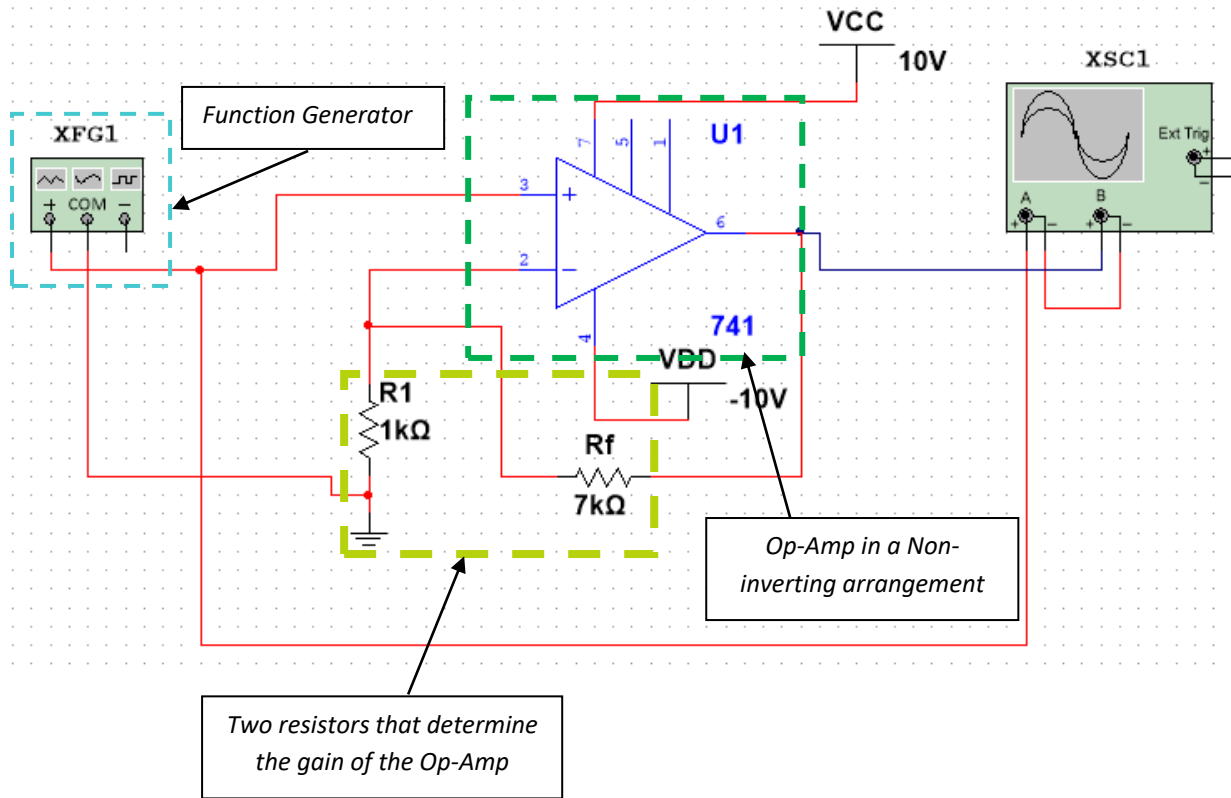 VCC
10V
XSC1
Function Generator
XFG1
+ COM −
U1
7
5
1
Ext Trig
+
−
A
B
+
−
+
−
3
+
6
2
−
4
741
VDD
-10V
R1
1kΩ
Rf
7kΩ
Op-Amp in a Non-
inverting arrangement
Two resistors that determine
the gain of the Op-Amp